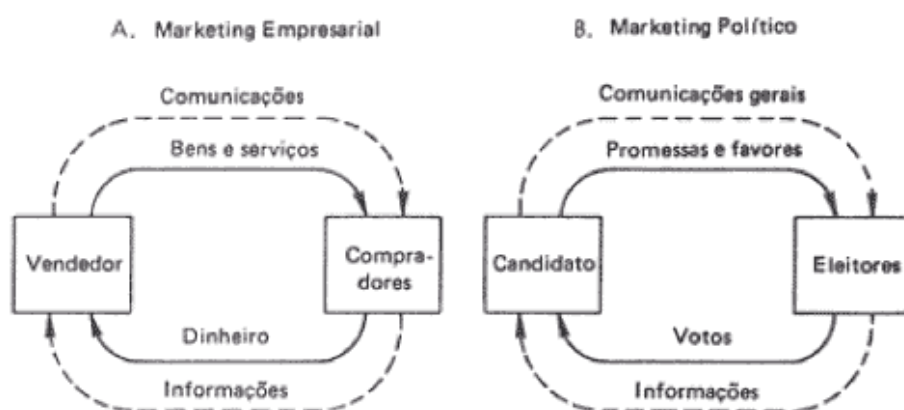 A. Marketing Empresarial
Comunicações
Bens e serviços
Vendedor
Compra-
dores
Dinheiro
Informações
B. Marketing Político
Comunicações gerais
Promessas e favores
Candidato
Eleitores
Votos
Informações